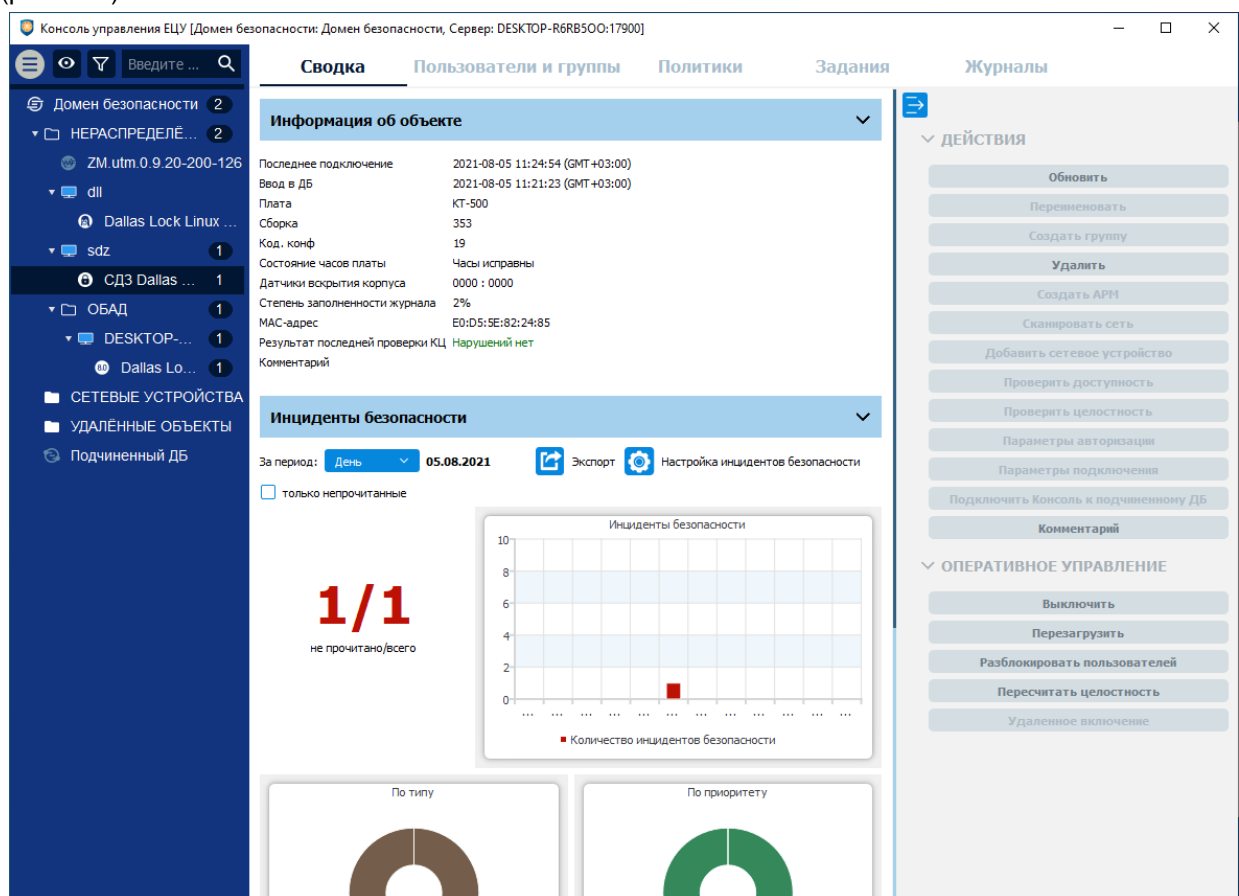 Консоль управления ЕЦУ [Домен безопасности: Домен безопасности, Сервер: DESKTOP-R6RB5OO:17900]
Введите ...
Сводка Пользователи и группы Политики Задания Журналы
Домен безопасности 2
НЕРАСПРЕДЕЛЁ... 2
ZM.utm.0.9.20-200-126
dll
Dallas Lock Linux ...
sdz 1
СДЗ Dallas ... 1
ОБАД 1
DESKTOP-... 1
Dallas Lo... 1
СЕТЕВЫЕ УСТРОЙСТВА
УДАЛЁННЫЕ ОБЪЕКТЫ
Подчиненный ДБ
Информация об объекте
Последнее подключение 2021-08-05 11:24:54 (GMT+03:00)
Ввод в ДБ 2021-08-05 11:21:23 (GMT+03:00)
Плата КТ-500
Сборка 353
Код. конф 19
Состояние часов платы Часы исправны
Датчики вскрытия корпуса 0000 : 0000
Степень заполненности журнала 2%
MAC-адрес E0:D5:5E:82:24:85
Результат последней проверки КЦ Нарушений нет
Комментарий
Инциденты безопасности
За период: День 05.08.2021 Экспорт Настройка инцидентов безопасности
только непрочитанные
1/1
не прочитано/всего
Инциденты безопасности
10
8
6
4
2
0
... ... ... ... ... ... ... ... ... ... ... ...
Количество инцидентов безопасности
По типу
По приоритету
ДЕЙСТВИЯ
Обновить
Переименовать
Создать группу
Удалить
Создать АРМ
Сканировать сеть
Добавить сетевое устройство
Проверить доступность
Проверить целостность
Параметры авторизации
Параметры подключения
Подключить Консоль к подчиненному ДБ
Комментарий
ОПЕРАТИВНОЕ УПРАВЛЕНИЕ
Выключить
Перезагрузить
Разблокировать пользователей
Пересчитать целостность
Удаленное включение